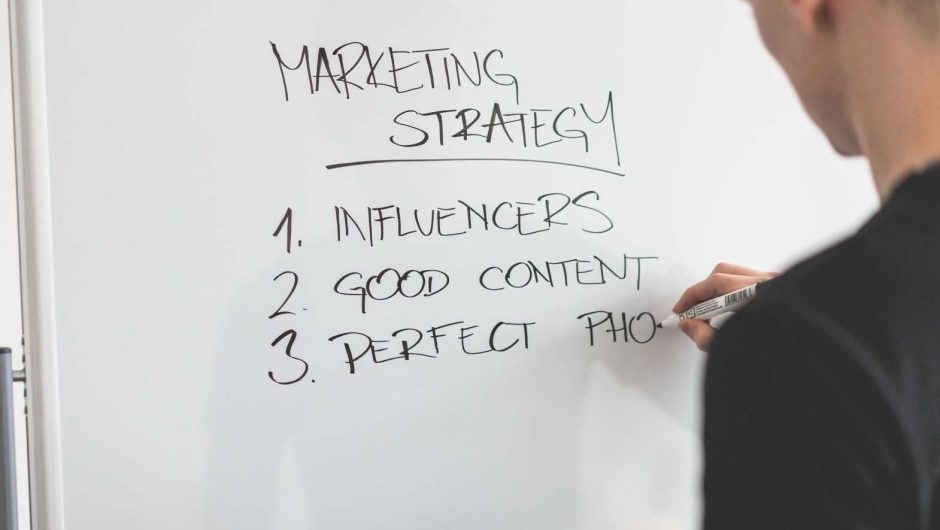 MARKETING
STRATEGY
1. INFLUENCERS
2. GOOD CONTENT
3. PERFECT PHO